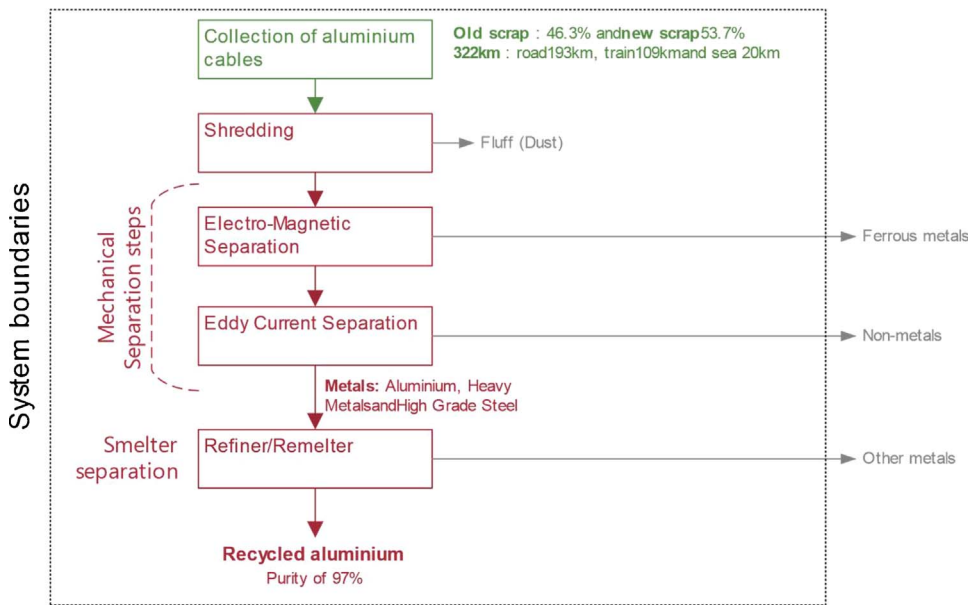 System boundaries
Collection of aluminium
cables
Old scrap : 46.3% andnew scrap53.7%
322km : road193km, train109kmand sea 20km
Shredding
Fluff (Dust)
Mechanical
Separation steps
Electro-Magnetic
Separation
Ferrous metals
Eddy Current Separation
Non-metals
Metals: Aluminium, Heavy
MetalsandHigh Grade Steel
Smelter
separation
Refiner/Remelter
Other metals
Recycled aluminium
Purity of 97%